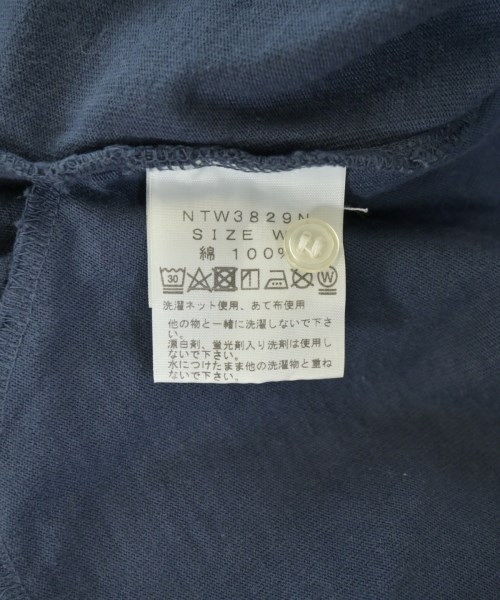 NTW3829N
SIZE W
綿 100%
30 W
洗濯ネット使用、あて布使用
他の物と一緒に洗濯しないで下さ
い。
漂白剤、蛍光剤入り洗剤は使用し
ないで下さい。
水につけたまま他の洗濯物と重ね
ないで下さい。